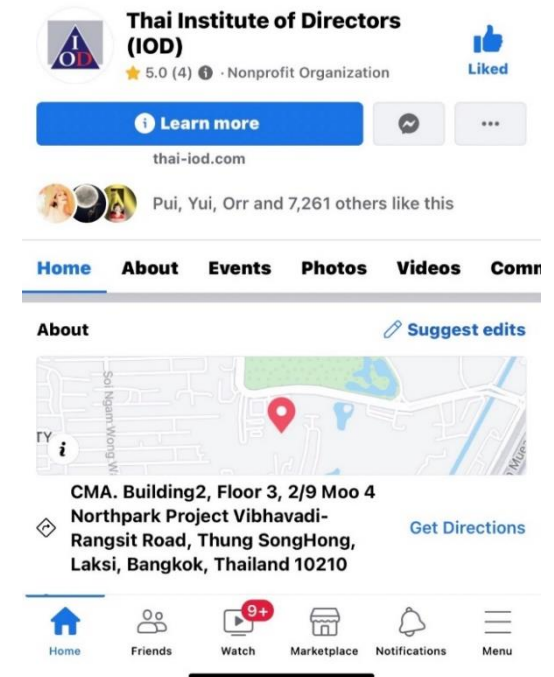 Thai Institute of Directors
(IOD)
IOD
5.0 (4) i · Nonprofit Organization
Liked
i Learn more
thai-iod.com
Pui, Yui, Orr and 7,261 others like this
Home About Events Photos Videos Comm
About
Suggest edits
Soi Ngam Wong W
TY
i
CMA. Building2, Floor 3, 2/9 Moo 4
Northpark Project Vibhavadi-
Rangsit Road, Thung SongHong,
Laksi, Bangkok, Thailand 10210
Get Directions
9+
Home Friends Watch Marketplace Notifications Menu